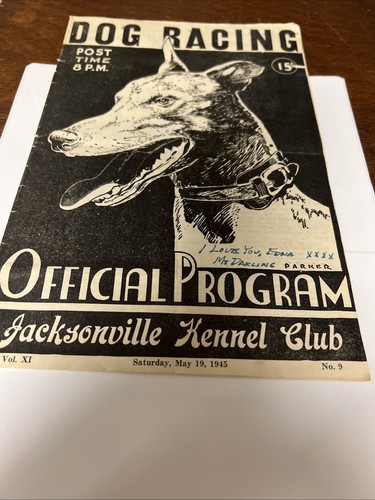 DOG RACING
POST
TIME
8 P.M.
15¢
I LOVE YOU, EDNA XXXX
MY DARLING PARKER
OFFICIAL PROGRAM
Jacksonville Kennel Club
Vol. XI Saturday, May 19, 1945 No. 9